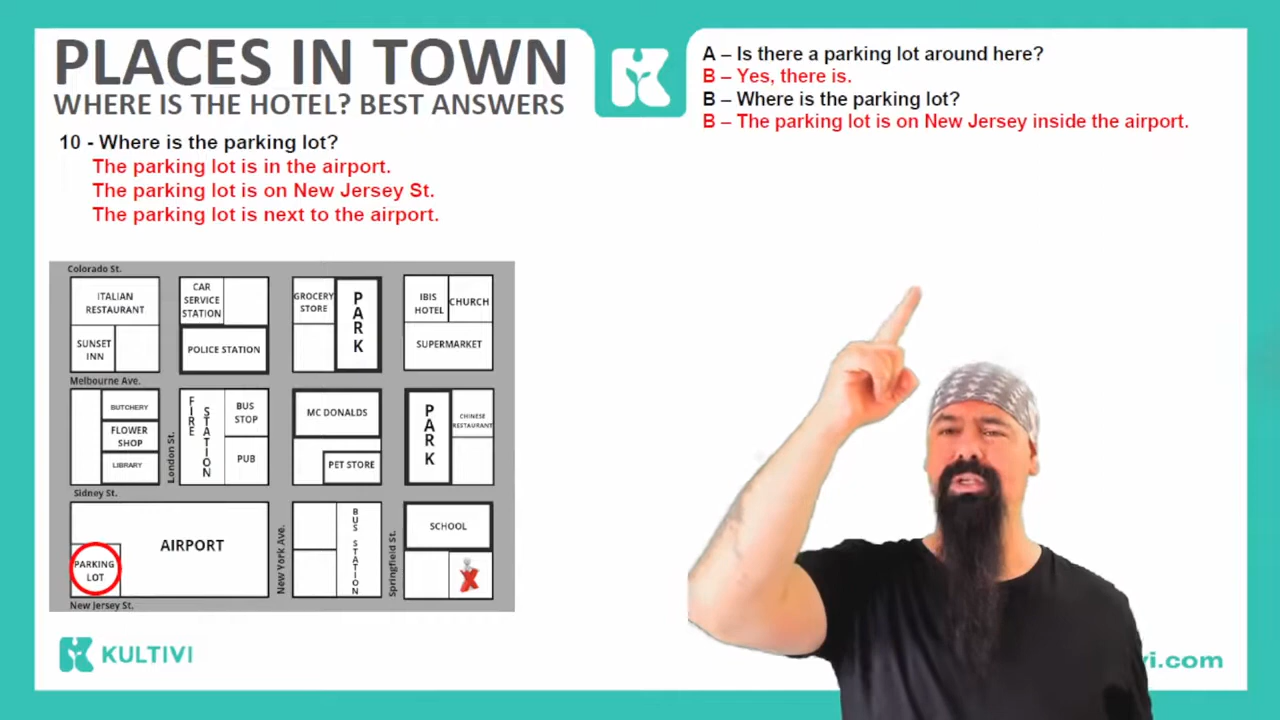 PLACES IN TOWN
WHERE IS THE HOTEL? BEST ANSWERS
10 - Where is the parking lot?
The parking lot is in the airport.
The parking lot is on New Jersey St.
The parking lot is next to the airport.
A – Is there a parking lot around here?
B – Yes, there is.
B – Where is the parking lot?
B – The parking lot is on New Jersey inside the airport.
Colorado St.
ITALIAN
RESTAURANT
SUNSET
INN
CAR
SERVICE
STATION
POLICE STATION
GROCERY
STORE
PARK
IBIS
HOTEL
CHURCH
SUPERMARKET
Melbourne Ave.
BUTCHERY
FLOWER
SHOP
LIBRARY
London St.
FIRE
STATION
BUS
STOP
PUB
MC DONALDS
PET STORE
PARK
CHINESE
RESTAURANT
Sidney St.
AIRPORT
PARKING
LOT
New York Ave.
BUS STATION
Springfield St.
SCHOOL
X
New Jersey St.
KULTIVI
vi.com